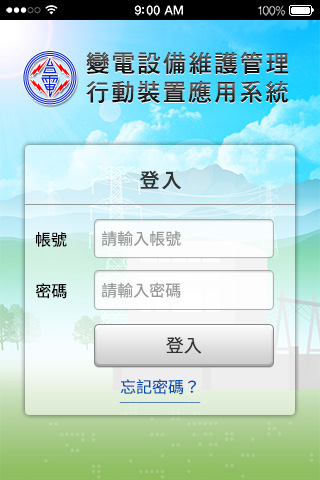 9:00 AM
100%
台電
變電設備維護管理
行動裝置應用系統
登入
帳號
請輸入帳號
密碼
請輸入密碼
登入
忘記密碼？